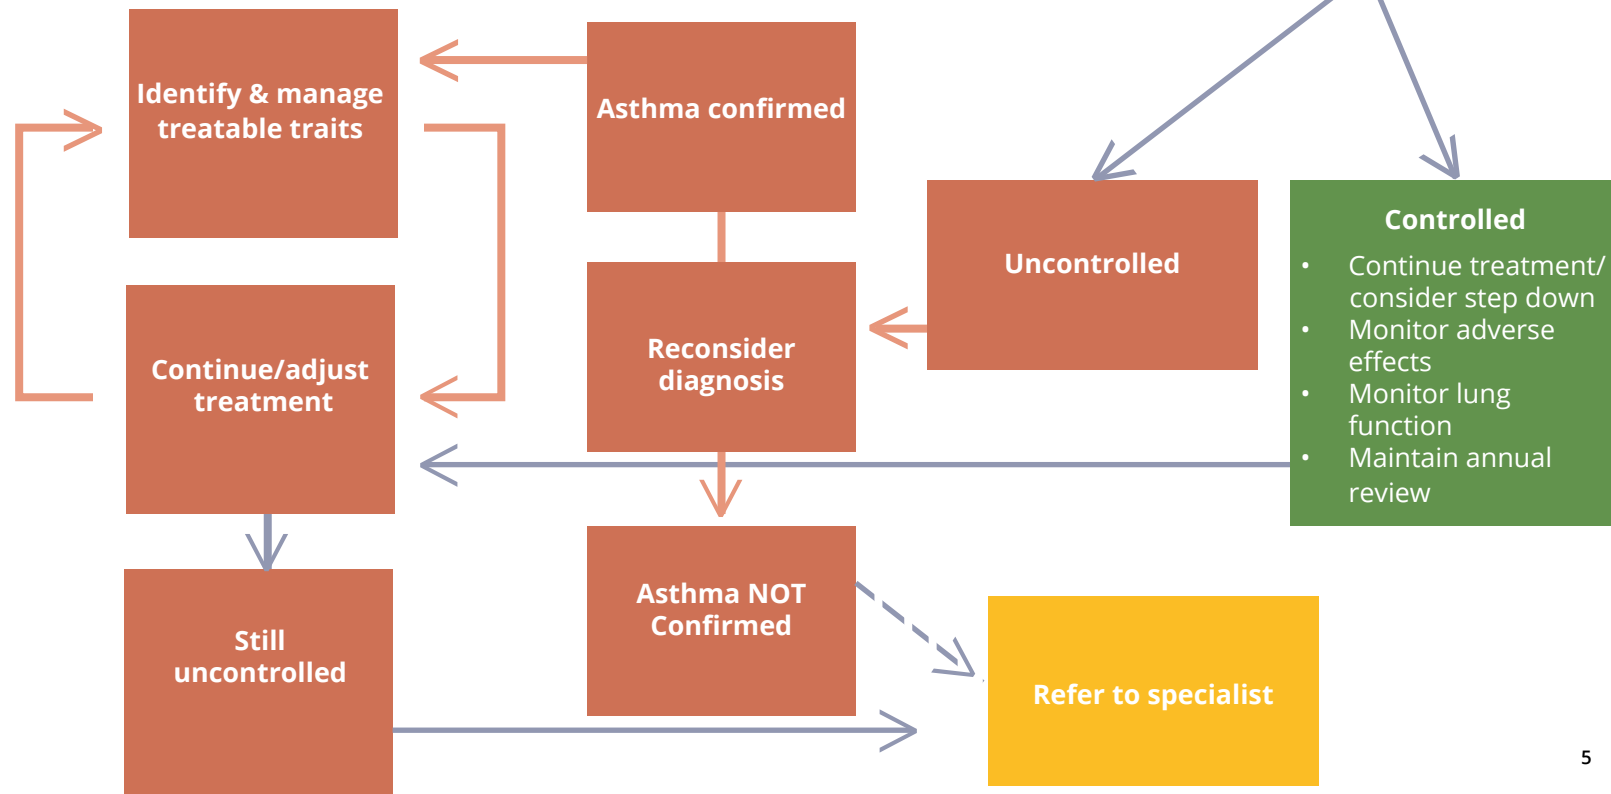 Identify & manage
treatable traits
Asthma confirmed
Uncontrolled
Controlled
• Continue treatment/
consider step down
• Monitor adverse
effects
• Monitor lung
function
• Maintain annual
review
Reconsider
diagnosis
Continue/adjust
treatment
Asthma NOT
Confirmed
Still
uncontrolled
Refer to specialist
5